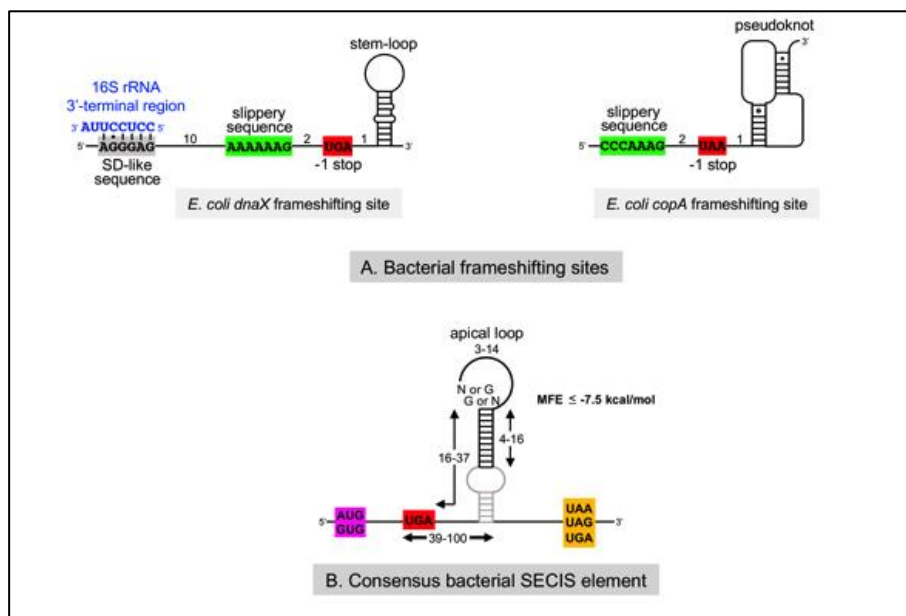 pseudoknot
3'
stem-loop
16S rRNA
3'-terminal region
3' AUUCCUCC 5'
slippery
sequence
slippery
sequence
5' AGGGAG 10 AAAAAAG 2 UGA 1 3'
5' CCCAAAG 2 UAA 1
SD-like
sequence
-1 stop
-1 stop
E. coli dnaX frameshifting site
E. coli copA frameshifting site
A. Bacterial frameshifting sites
apical loop
3-14
N or G
G or N
MFE ≤ -7.5 kcal/mol
4-16
16-37
5' AUG
GUG
UGA
UAA
UAG
UGA
3'
39-100
B. Consensus bacterial SECIS element